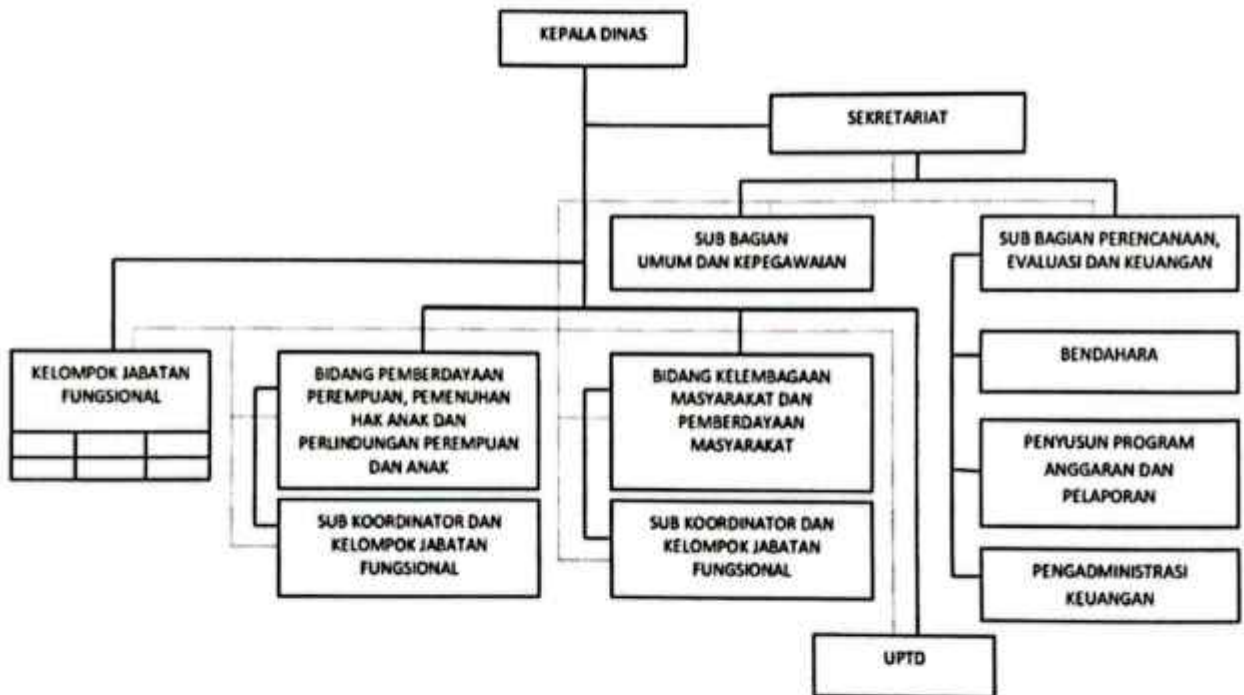 KEPALA DINAS
SEKRETARIAT
SUB BAGIAN
UMUM DAN KEPEGAWAIAN
SUB BAGIAN PERENCANAAN,
EVALUASI DAN KEUANGAN
KELOMPOK JABATAN
FUNGSIONAL
BIDANG PEMBERDAYAAN
PEREMPUAN, PEMENUHAN
HAK ANAK DAN
PERLINDUNGAN PEREMPUAN
DAN ANAK
BIDANG KELEMBAGAAN
MASYARAKAT DAN
PEMBERDAYAAN
MASYARAKAT
BENDAHARA
PENYUSUN PROGRAM
ANGGARAN DAN
PELAPORAN
SUB KOORDINATOR DAN
KELOMPOK JABATAN
FUNGSIONAL
SUB KOORDINATOR DAN
KELOMPOK JABATAN
FUNGSIONAL
PENGADMINISTRASI
KEUANGAN
UPTD